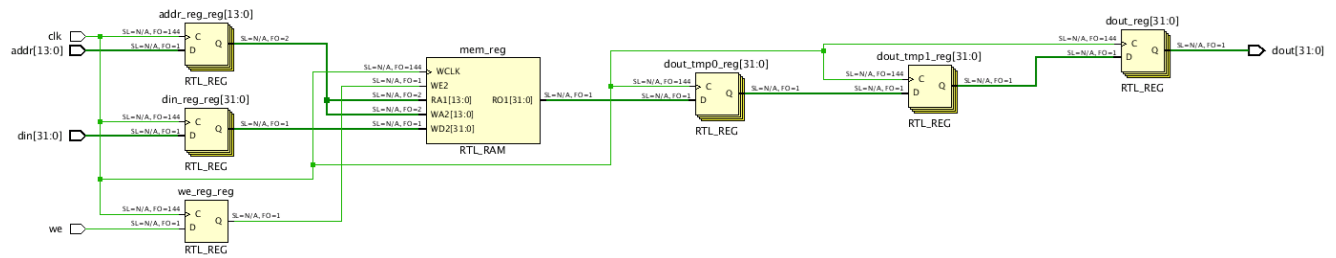 addr_reg_reg[13:0]
clk
SL=N/A, FO=144
C
Q
SL=N/A, FO=2
addr[13:0]
SL=N/A, FO=1
D
RTL_REG
din_reg_reg[31:0]
SL=N/A, FO=144
C
Q
SL=N/A, FO=1
din[31:0]
SL=N/A, FO=1
D
RTL_REG
we_reg_reg
SL=N/A, FO=144
C
Q
SL=N/A, FO=1
we
SL=N/A, FO=1
D
RTL_REG
mem_reg
SL=N/A, FO=144
WCLK
SL=N/A, FO=1
WE2
SL=N/A, FO=2
RA1[13:0]
RO1[31:0]
SL=N/A, FO=1
SL=N/A, FO=2
WA2[13:0]
SL=N/A, FO=1
WD2[31:0]
RTL_RAM
dout_tmp0_reg[31:0]
SL=N/A, FO=144
C
Q
SL=N/A, FO=1
SL=N/A, FO=1
D
RTL_REG
dout_tmp1_reg[31:0]
SL=N/A, FO=144
C
Q
SL=N/A, FO=1
SL=N/A, FO=1
D
RTL_REG
dout_reg[31:0]
SL=N/A, FO=144
C
Q
SL=N/A, FO=1
dout[31:0]
SL=N/A, FO=1
D
RTL_REG